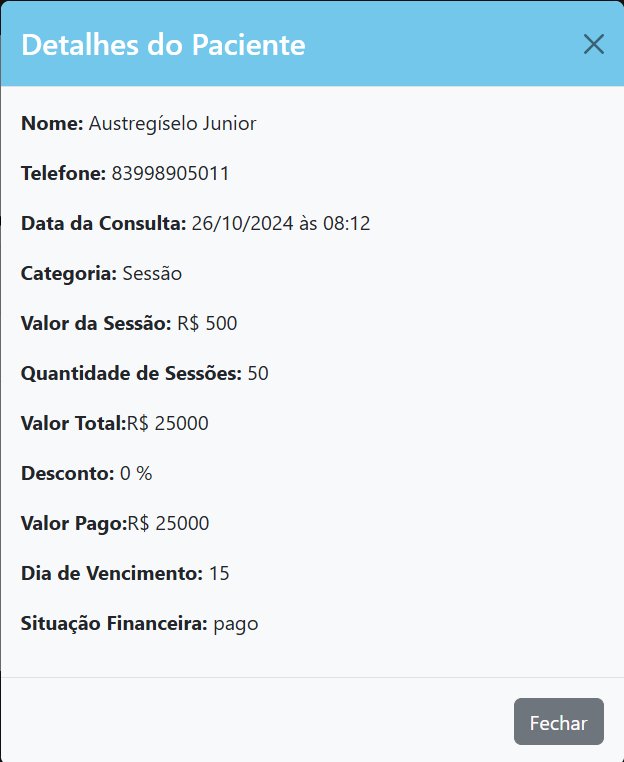 Detalhes do Paciente
Nome: Austregíselo Junior
Telefone: 83998905011
Data da Consulta: 26/10/2024 às 08:12
Categoria: Sessão
Valor da Sessão: R$ 500
Quantidade de Sessões: 50
Valor Total:R$ 25000
Desconto: 0 %
Valor Pago:R$ 25000
Dia de Vencimento: 15
Situação Financeira: pago
Fechar